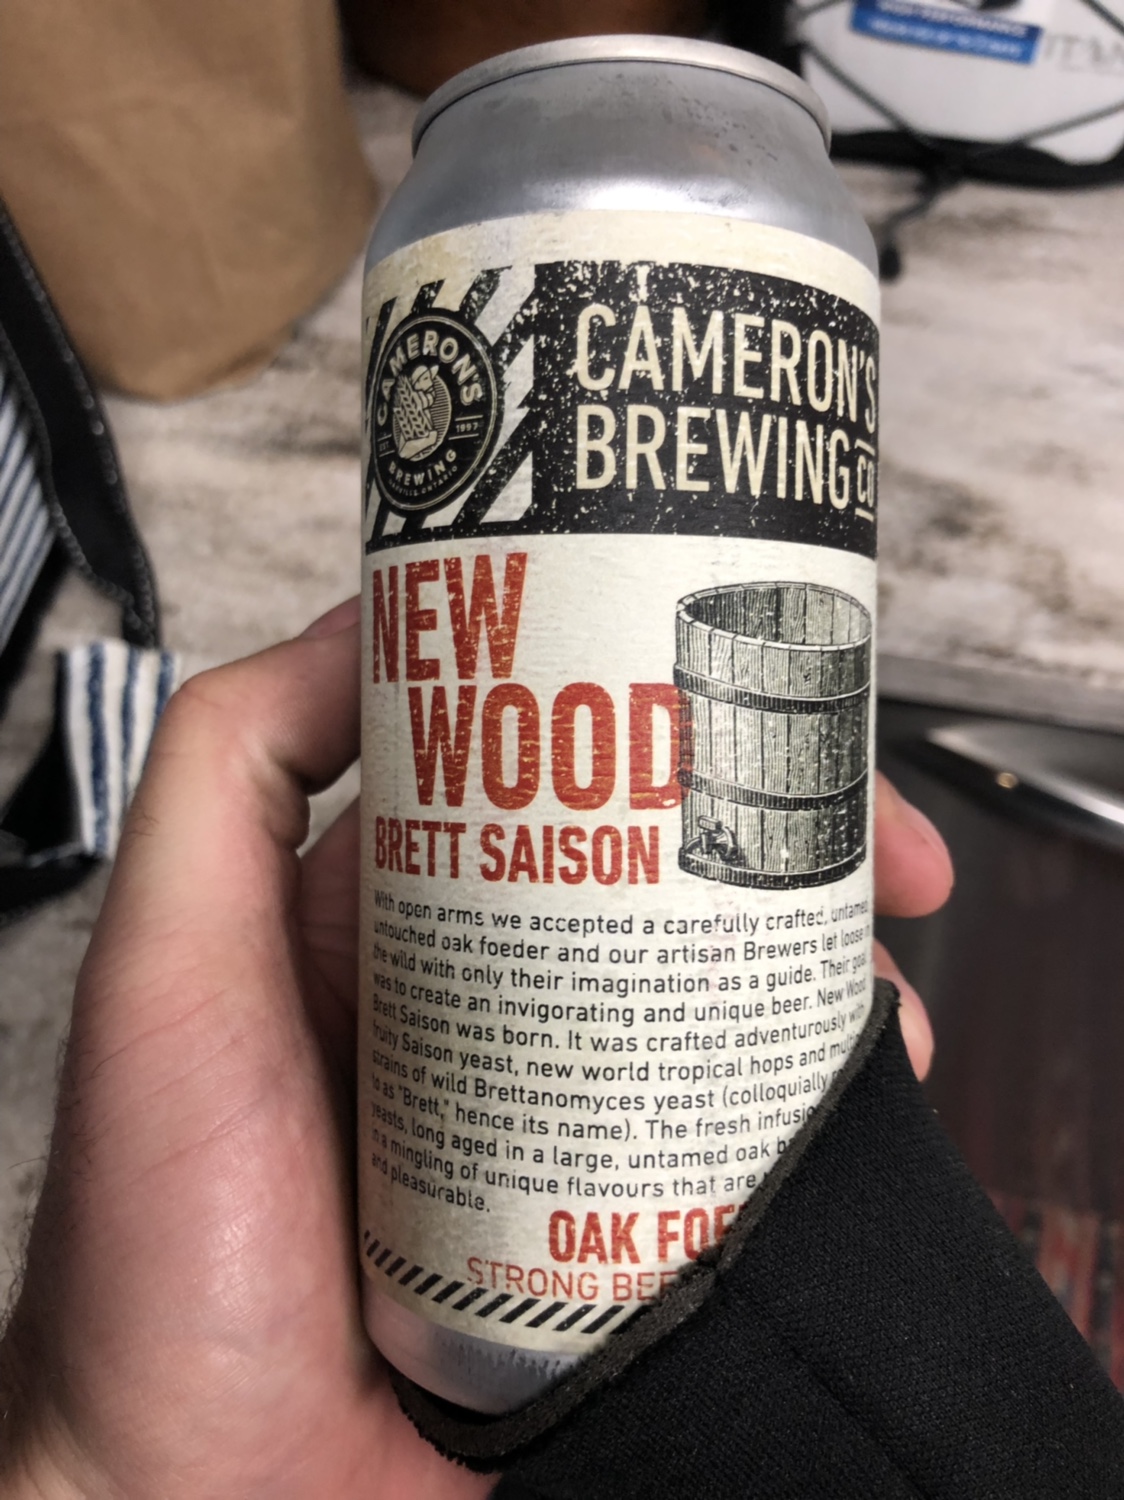 CAMERON'S
EST. 1997
BREWING
CAMERON'S
BREWING CO
NEW
WOOD
BRETT SAISON
With open arms we accepted a carefully crafted, untamed,
untouched oak foeder and our artisan Brewers let loose in
the wild with only their imagination as a guide. Their goal
was to create an invigorating and unique beer. New Wood
Brett Saison was born. It was crafted adventurously with
fruity Saison yeast, new world tropical hops and
strains of wild Brettanomyces yeast (colloquially
to as "Brett," hence its name). The fresh
yeasts, long aged in a large, untamed oak
in a mingling of unique flavours that are
and pleasurable.
OAK
STRONG